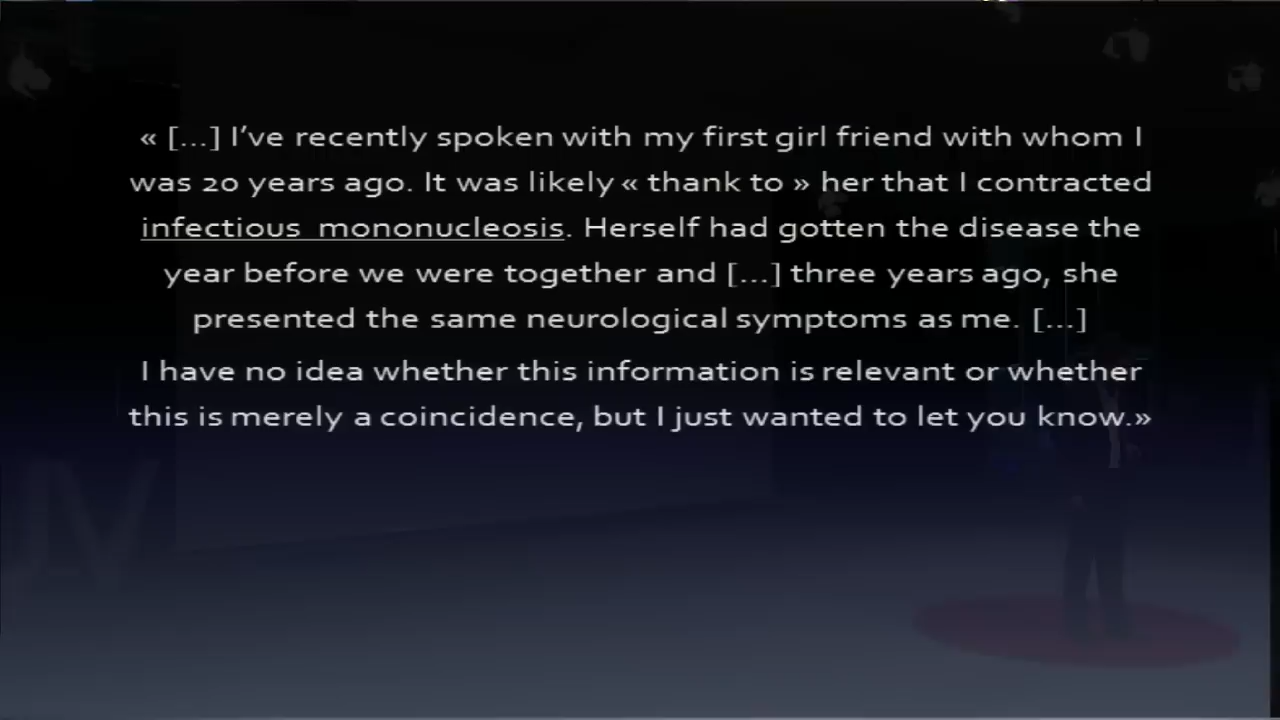 « [...] I've recently spoken with my first girl friend with whom I
was 20 years ago. It was likely « thank to » her that I contracted
infectious mononucleosis. Herself had gotten the disease the
year before we were together and [...] three years ago, she
presented the same neurological symptoms as me. [...]
I have no idea whether this information is relevant or whether
this is merely a coincidence, but I just wanted to let you know.»